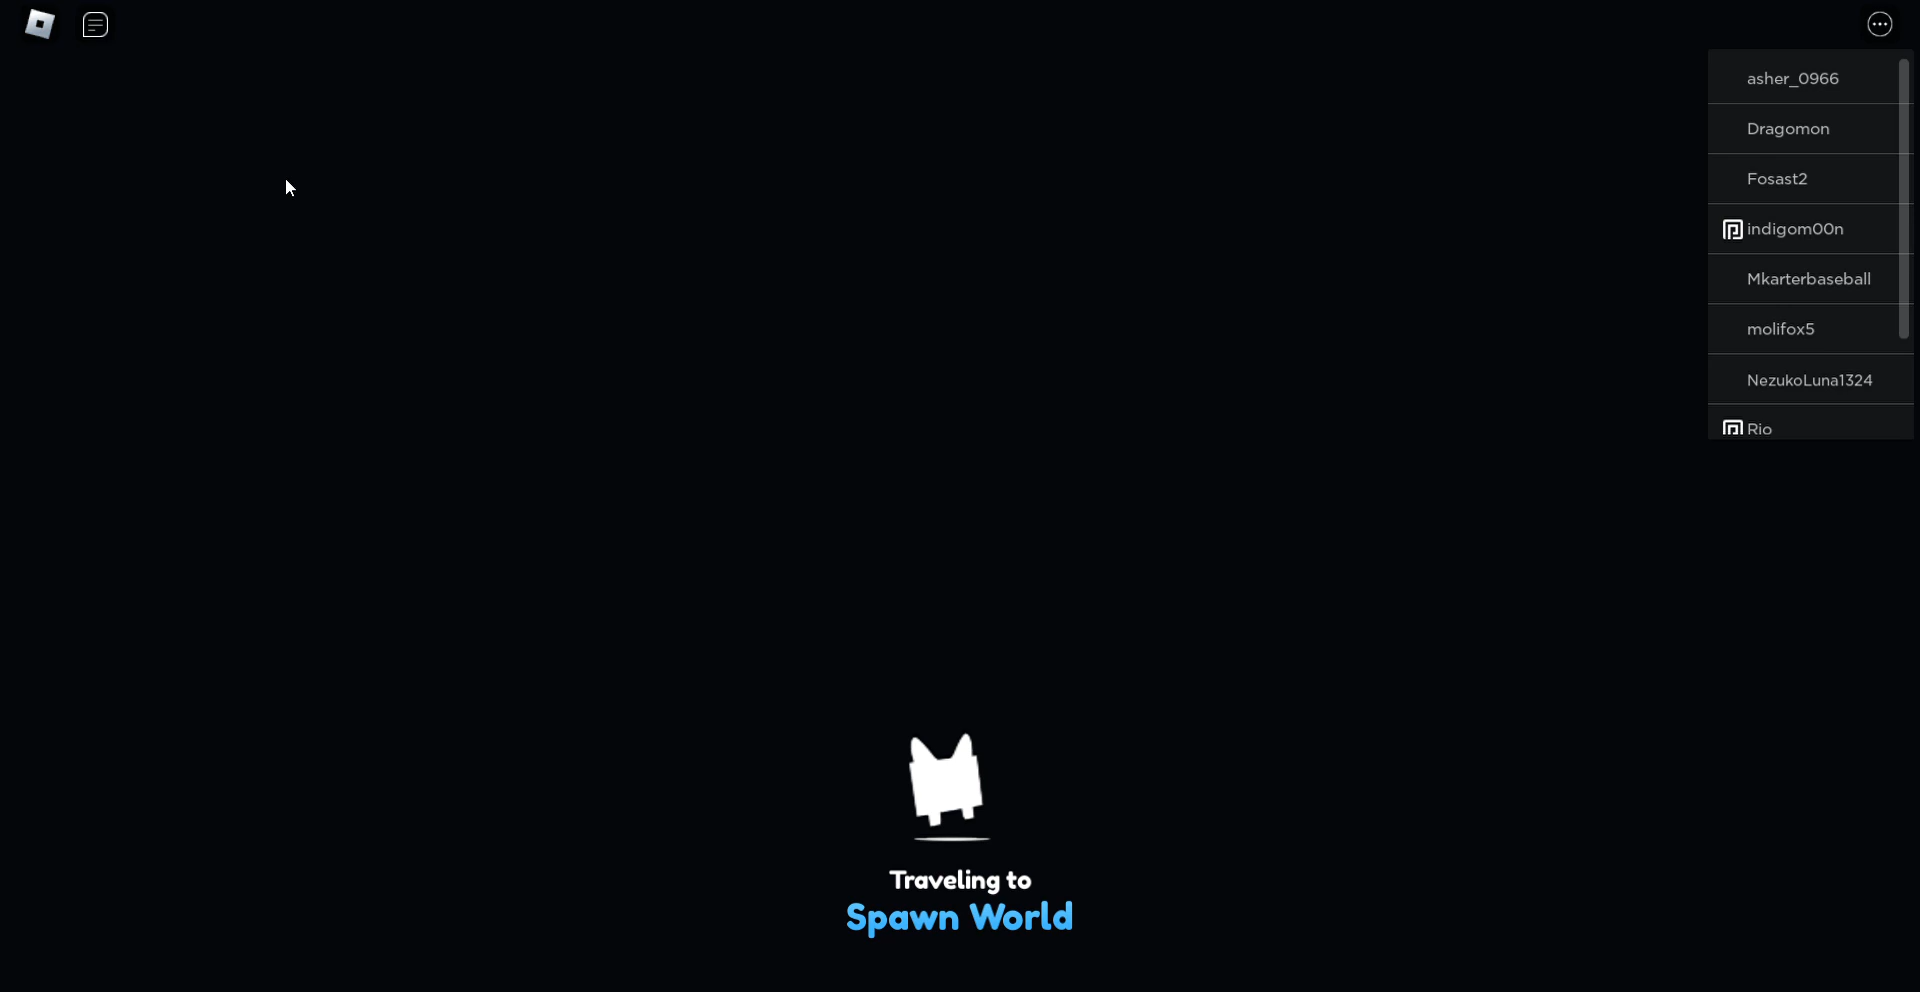 asher_0966
Dragomon
Fosast2
indigom00n
Mkarterbaseball
molifox5
NezukoLuna1324
Rio
Traveling to
Spawn World